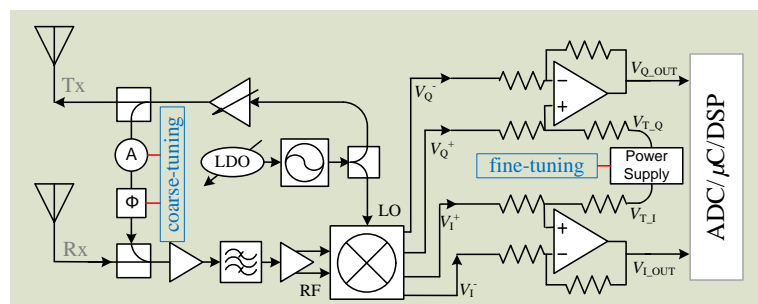 Tx
A
Φ
coarse-tuning
Rx
LDO
LO
RF
V_Q^-
V_Q^+
V_I^+
V_I^-
−
+
V_Q_OUT
V_T_Q
fine-tuning
Power
Supply
V_T_I
+
−
V_I_OUT
ADC/μC/DSP